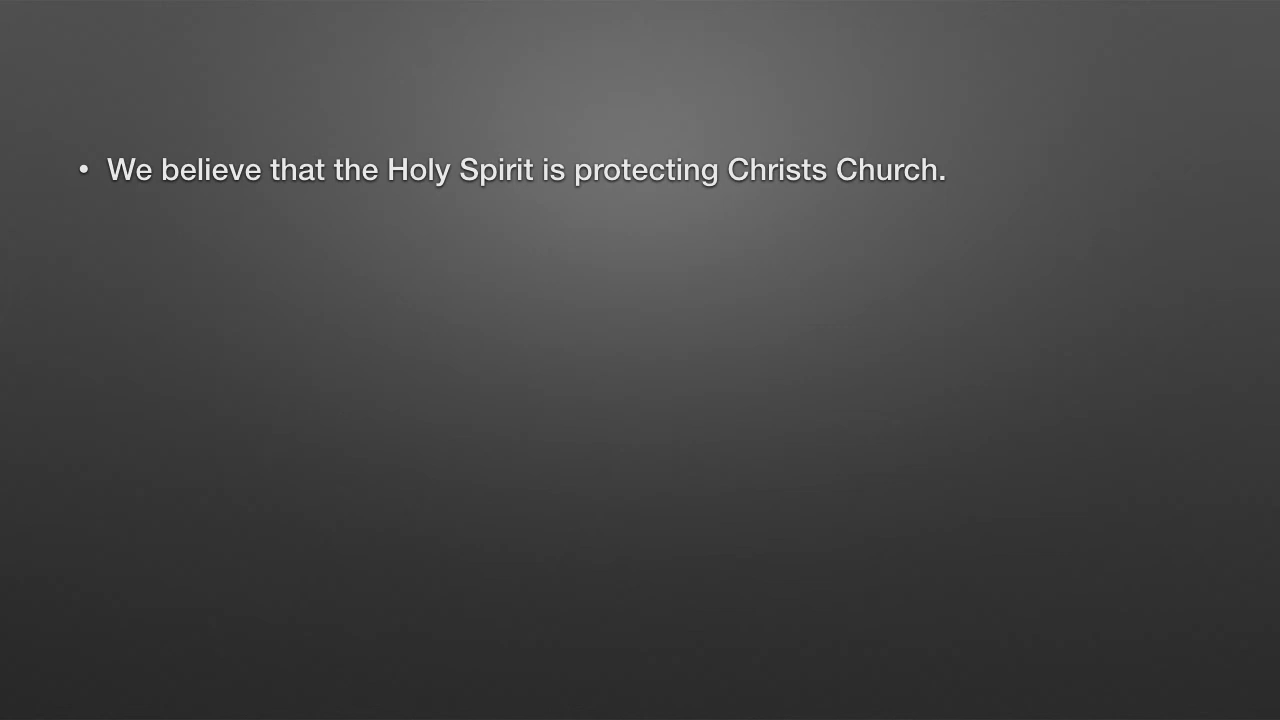 • We believe that the Holy Spirit is protecting Christs Church.